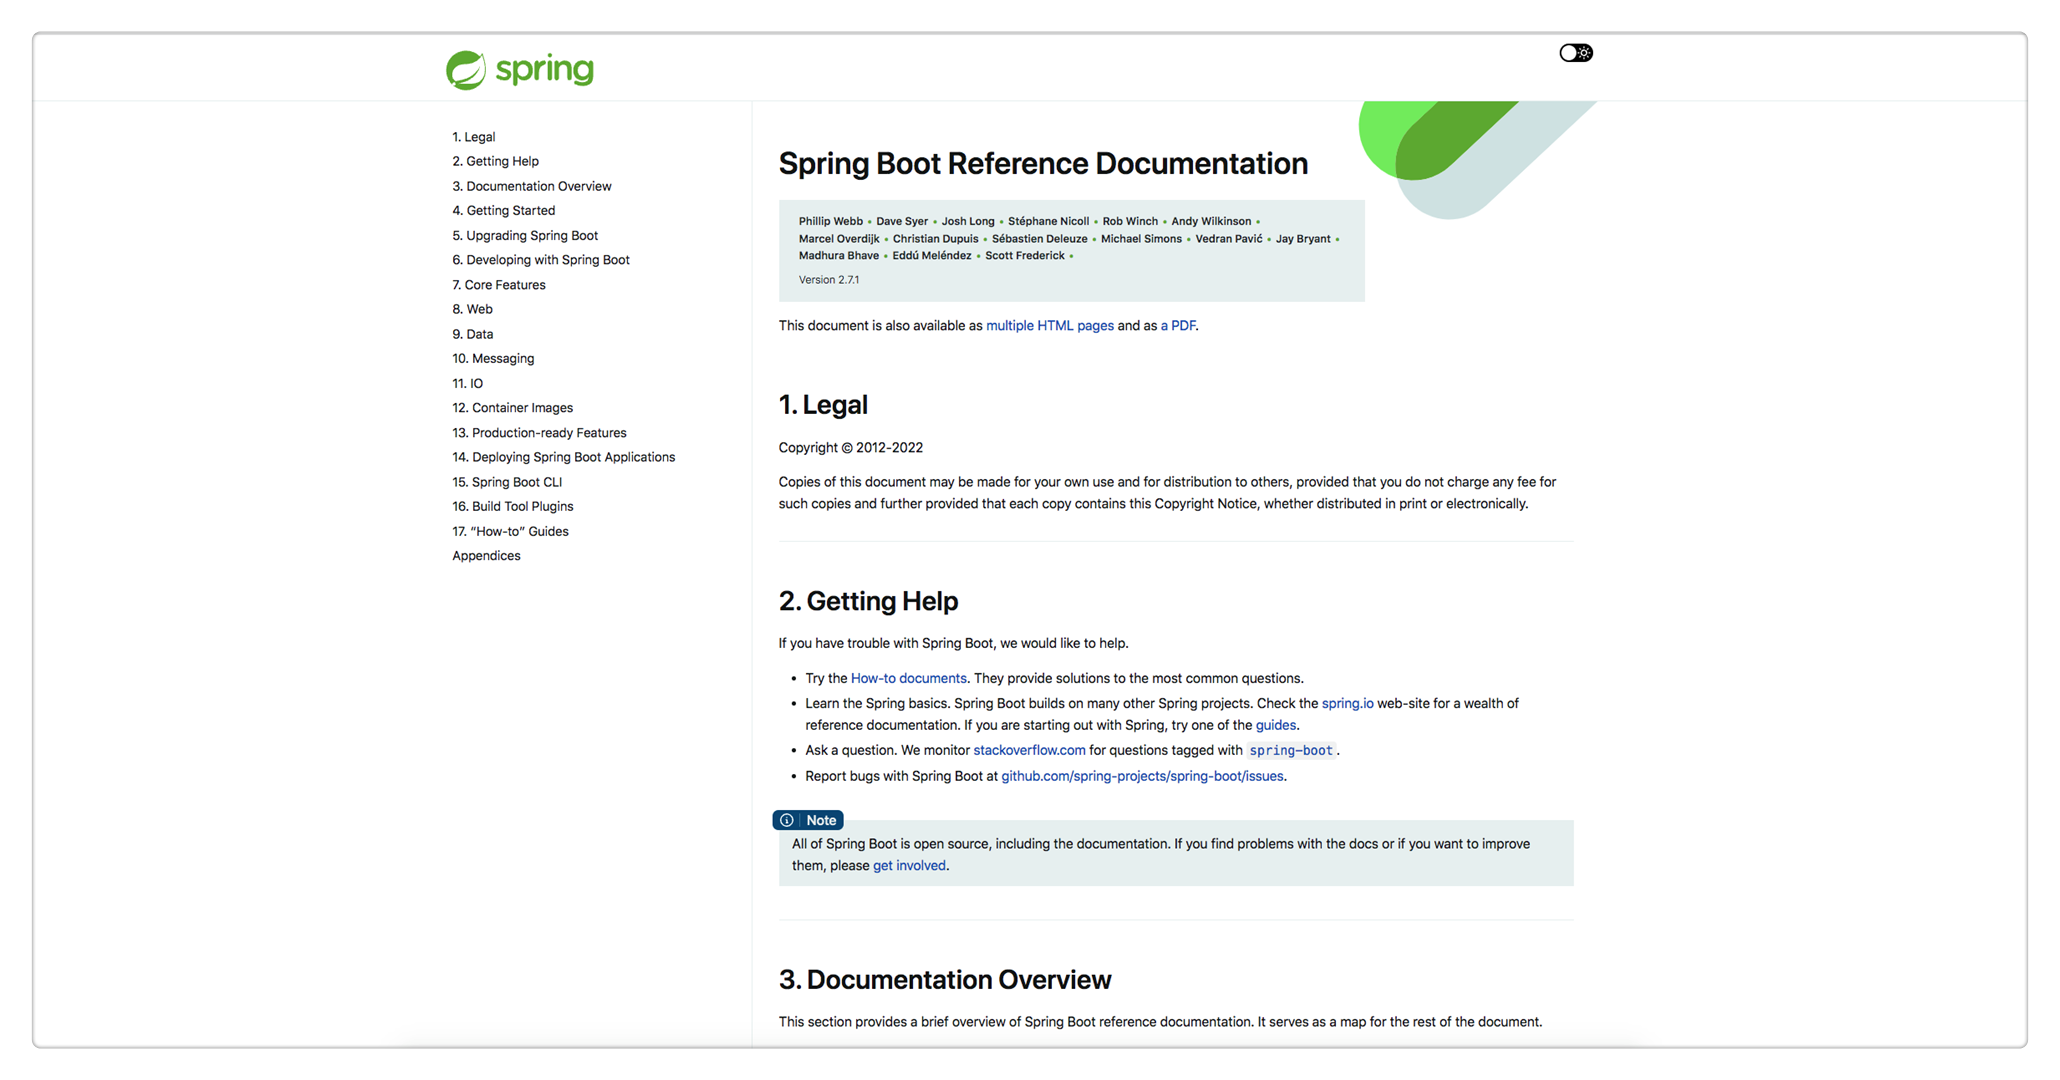 spring
1. Legal
2. Getting Help
3. Documentation Overview
4. Getting Started
5. Upgrading Spring Boot
6. Developing with Spring Boot
7. Core Features
8. Web
9. Data
10. Messaging
11. IO
12. Container Images
13. Production-ready Features
14. Deploying Spring Boot Applications
15. Spring Boot CLI
16. Build Tool Plugins
17. “How-to” Guides
Appendices
Spring Boot Reference Documentation
Phillip Webb • Dave Syer • Josh Long • Stéphane Nicoll • Rob Winch • Andy Wilkinson •
Marcel Overdijk • Christian Dupuis • Sébastien Deleuze • Michael Simons • Vedran Pavić • Jay Bryant •
Madhura Bhave • Eddú Meléndez • Scott Frederick •
Version 2.7.1
This document is also available as multiple HTML pages and as a PDF.
1. Legal
Copyright © 2012-2022
Copies of this document may be made for your own use and for distribution to others, provided that you do not charge any fee for
such copies and further provided that each copy contains this Copyright Notice, whether distributed in print or electronically.
2. Getting Help
If you have trouble with Spring Boot, we would like to help.
• Try the How-to documents. They provide solutions to the most common questions.
• Learn the Spring basics. Spring Boot builds on many other Spring projects. Check the spring.io web-site for a wealth of
reference documentation. If you are starting out with Spring, try one of the guides.
• Ask a question. We monitor stackoverflow.com for questions tagged with spring-boot.
• Report bugs with Spring Boot at github.com/spring-projects/spring-boot/issues.
Note
All of Spring Boot is open source, including the documentation. If you find problems with the docs or if you want to improve
them, please get involved.
3. Documentation Overview
This section provides a brief overview of Spring Boot reference documentation. It serves as a map for the rest of the document.